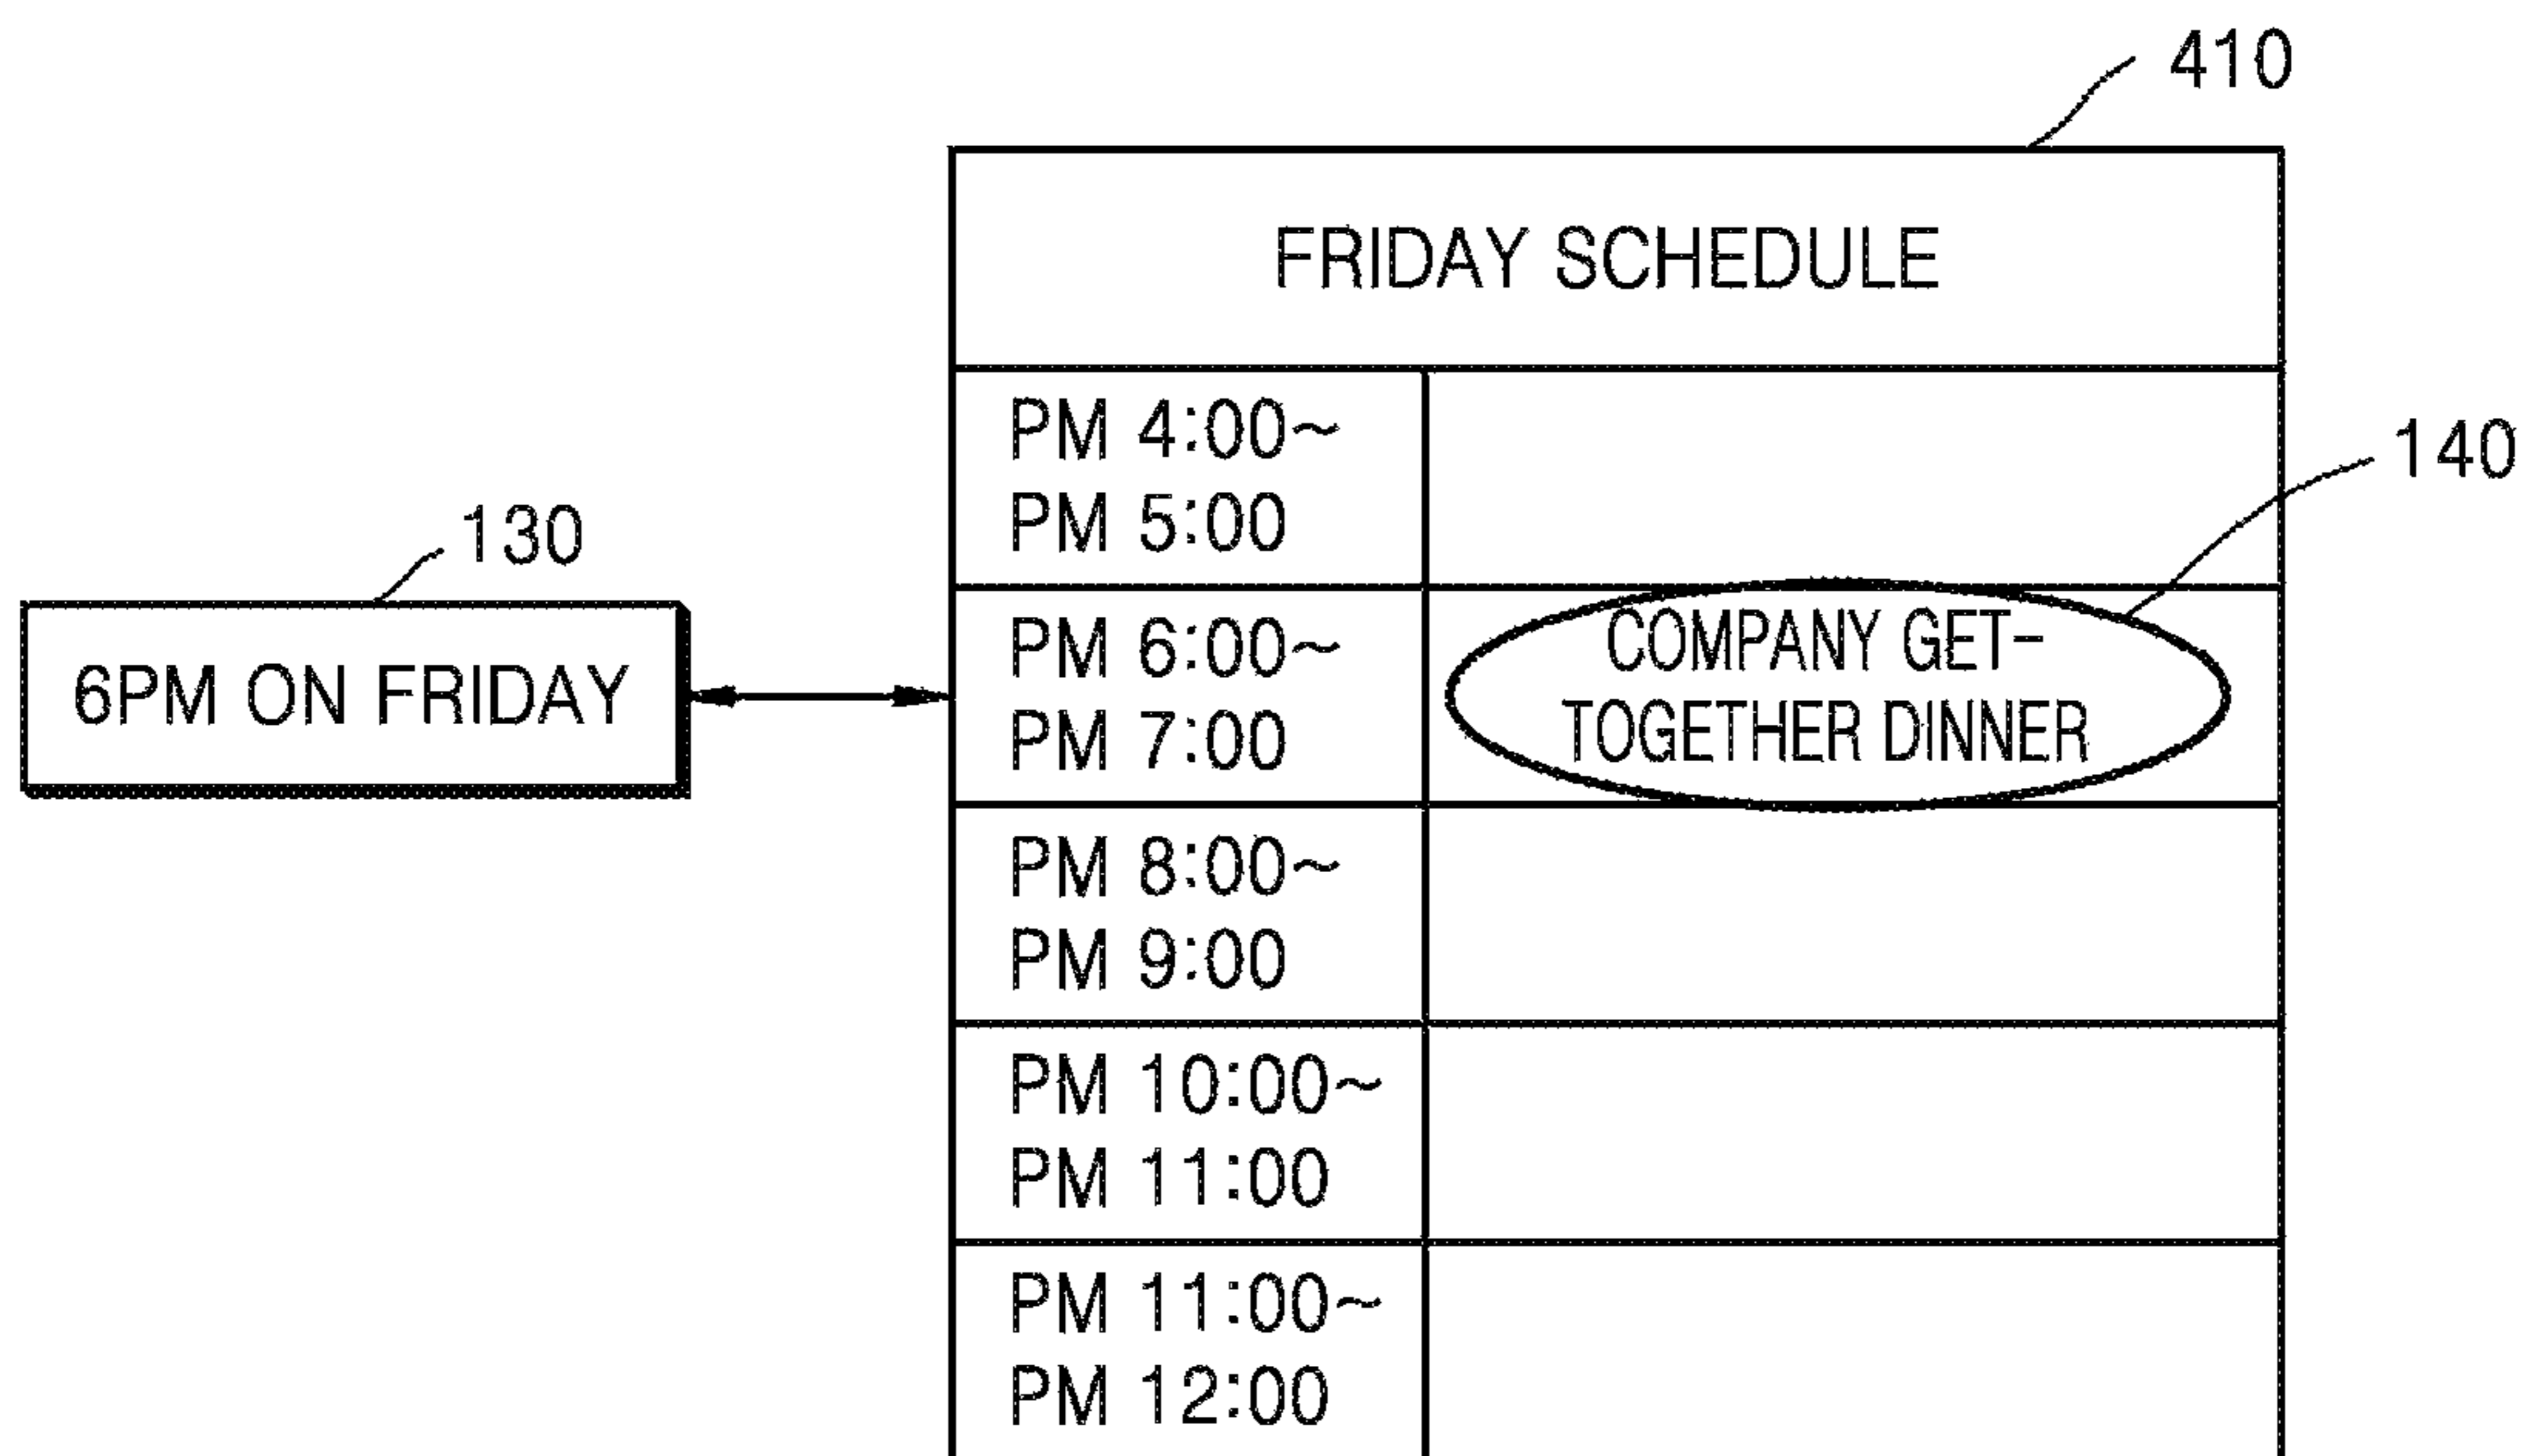 410
FRIDAY SCHEDULE
PM 4:00~
PM 5:00
140
130
6PM ON FRIDAY
PM 6:00~
PM 7:00
COMPANY GET-
TOGETHER DINNER
PM 8:00~
PM 9:00
PM 10:00~
PM 11:00
PM 11:00~
PM 12:00